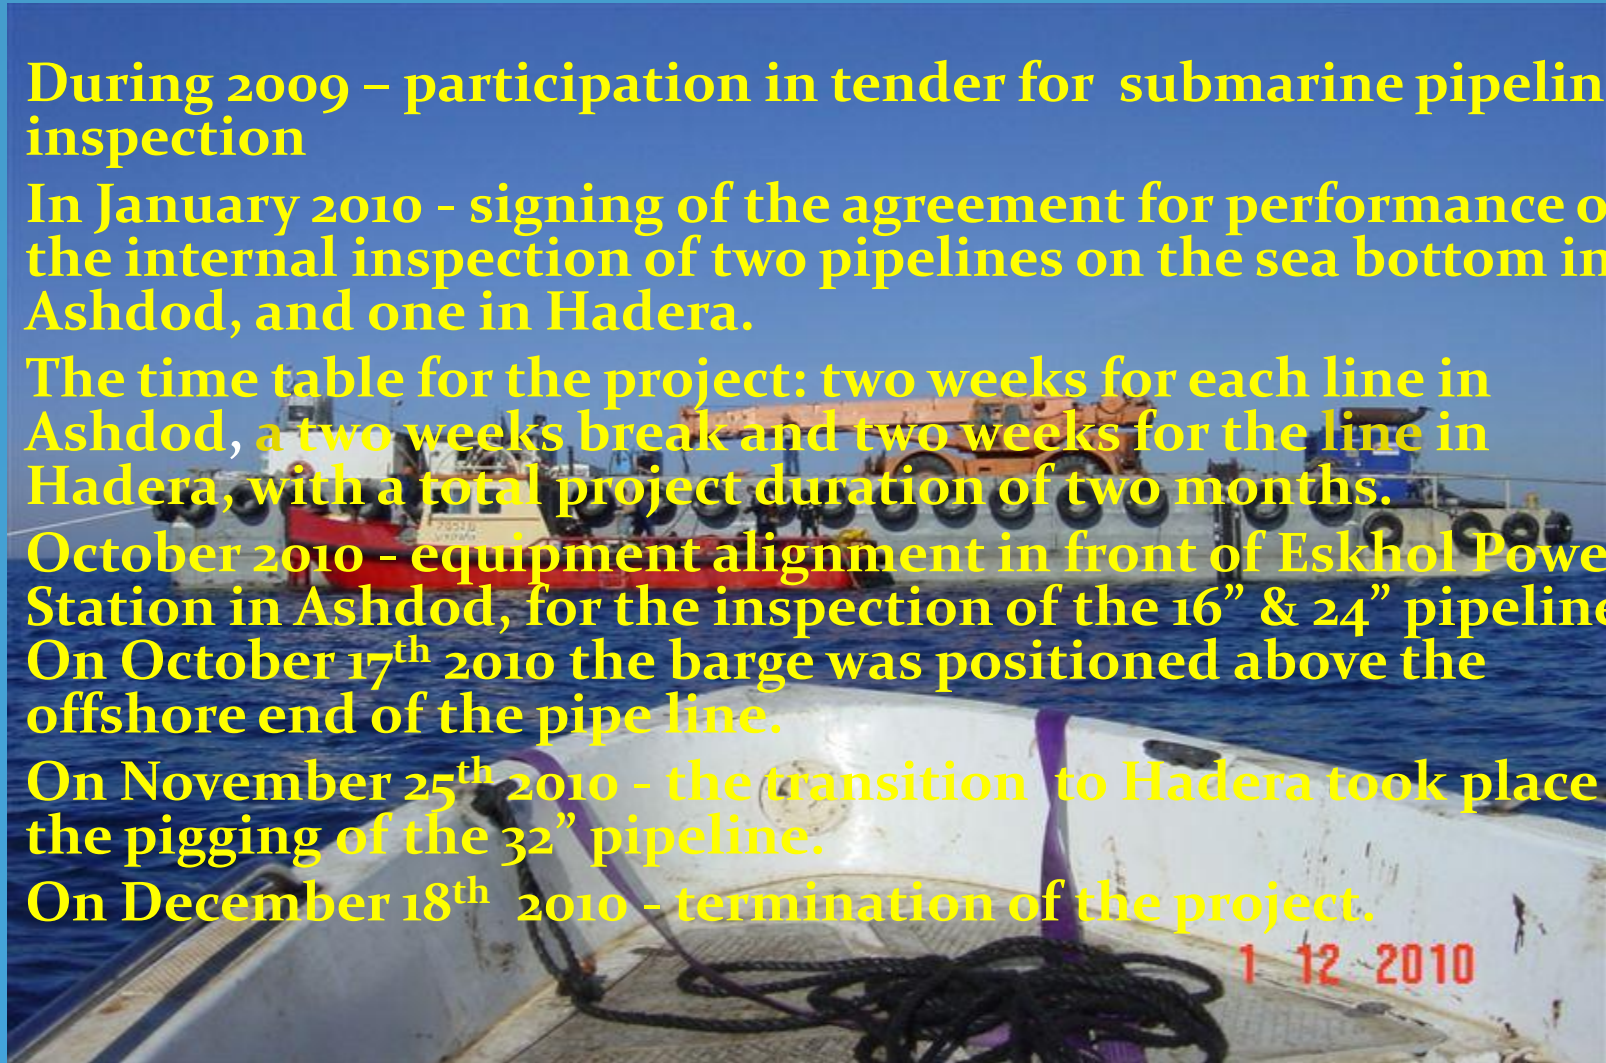 During 2009 – participation in tender for submarine pipelin
inspection
In January 2010 - signing of the agreement for performance o
the internal inspection of two pipelines on the sea bottom in
Ashdod, and one in Hadera.
The time table for the project: two weeks for each line in
Ashdod, a two weeks break and two weeks for the line in
Hadera, with a total project duration of two months.
October 2010 - equipment alignment in front of Eskhol Powe
Station in Ashdod, for the inspection of the 16” & 24” pipeline
On October 17th 2010 the barge was positioned above the
offshore end of the pipe line.
On November 25th 2010 - the transition to Hadera took place
the pigging of the 32” pipeline.
On December 18th 2010 - termination of the project.
1 12 2010